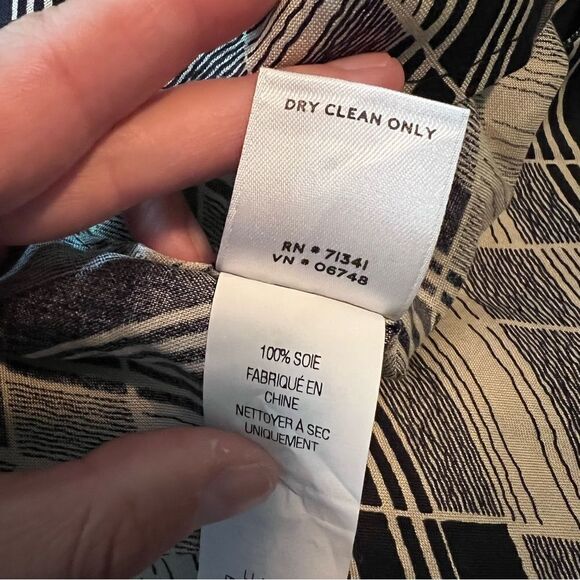 DRY CLEAN ONLY
RN # 71341
VN # 06748
100% SOIE
FABRIQUÉ EN
CHINE
NETTOYER À SEC
UNIQUEMENT